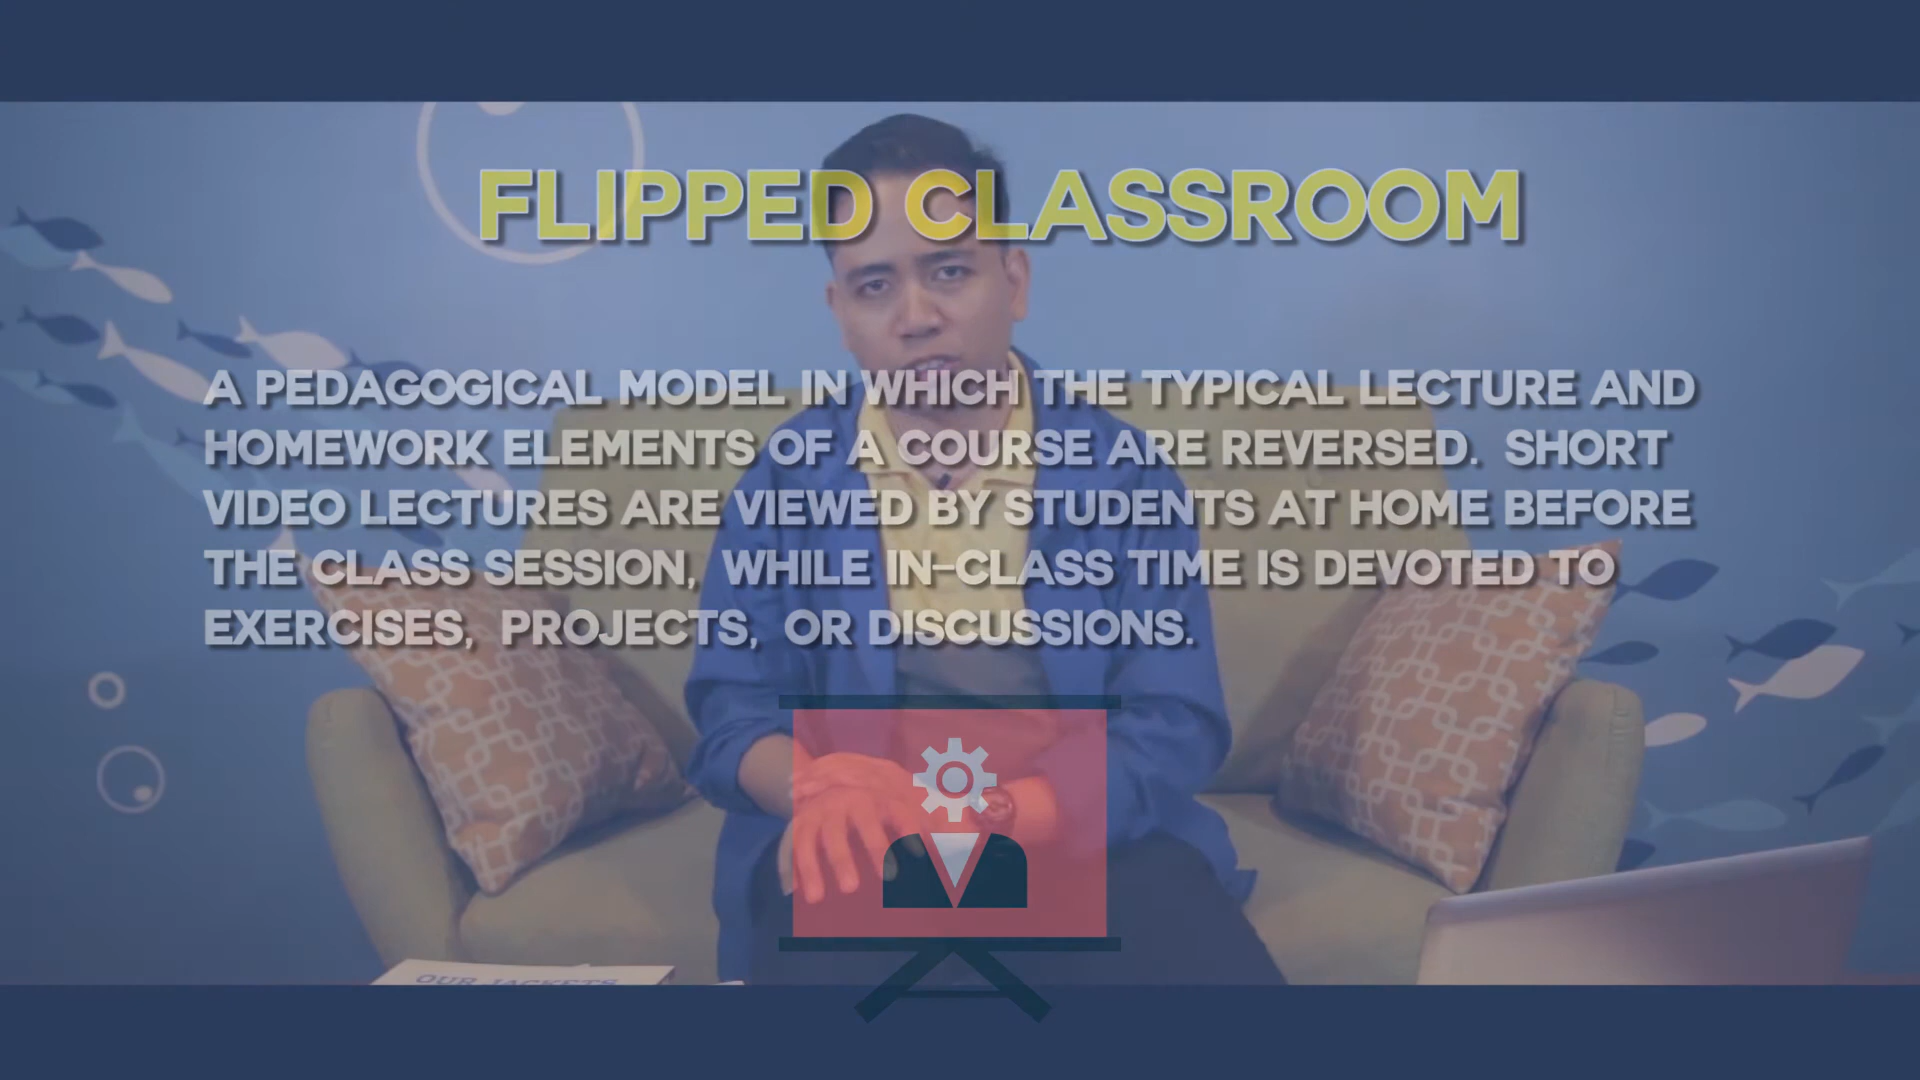 FLIPPED CLASSROOM
A PEDAGOGICAL MODEL IN WHICH THE TYPICAL LECTURE AND
HOMEWORK ELEMENTS OF A COURSE ARE REVERSED. SHORT
VIDEO LECTURES ARE VIEWED BY STUDENTS AT HOME BEFORE
THE CLASS SESSION, WHILE IN-CLASS TIME IS DEVOTED TO
EXERCISES, PROJECTS, OR DISCUSSIONS.
OUR JACKETS